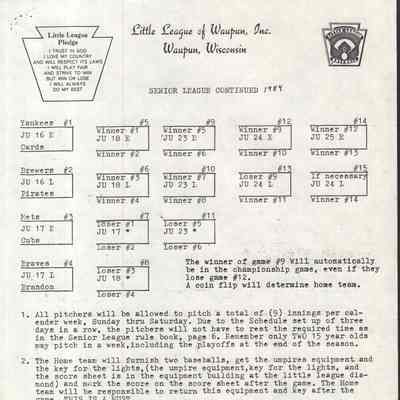 Little League
Pledge
I TRUST IN GOD
I LOVE MY COUNTRY
AND WILL RESPECT ITS LAWS
I WILL PLAY FAIR
AND STRIVE TO WIN
BUT WIN OR LOSE
I WILL ALWAYS
DO MY BEST
Little League of Waupun, Inc.
Waupun, Wisconsin
SENIOR LEAGUE CONTINUED 1989
Yankees #1 #5 #9 #12 #14
JU 16 E Winner #1 Winner #5 Winner #9 Winner #12
Cards JU 18 E JU 23 E JU 24 E JU 25 E
Winner #2 Winner #6 Winner #10 Winner #13
Brewers #2 #6 #10 #13 #15
JU 16 L Winner #3 Winner #7 Loser #9 If necessary
Pirates JU 18 L JU 23 L JU 24 L JU 24 L
Winner #4 Winner #8 Winner #11 Winner #14
Mets #3 #7 #11
JU 17 E Loser #1 Loser #5
Cubs JU 17 * JU 23 *
Loser #2 Loser #6
Braves #4 #8
JU 17 L Loser #3
Brandon JU 18 *
Loser #4
The winner of game #9 Will automatically
be in the championship game, even if they
lose game #12.
A coin flip will determine home team.
1. All pitchers will be allowed to pitch a total of (9) innings per cal-
ender week, Sunday thru Saturday. Due to the Schedule set up of three
days in a row, the pitchers will not have to rest the required time as
in the Senior league rule book, page 6. Remember only TWO 15 year olds
may pitch in a week, including the playoffs at the end of the season.
2. The Home team will furnish two baseballs, get the umpires equipment and
the key for the lights, (the umpire equipment, key for the lights, and
the score sheet is in the equipment building at the little league dia-
mond) and mark the score on the score sheet after the game. The Home
team will be responsible to return this equipment and key after the